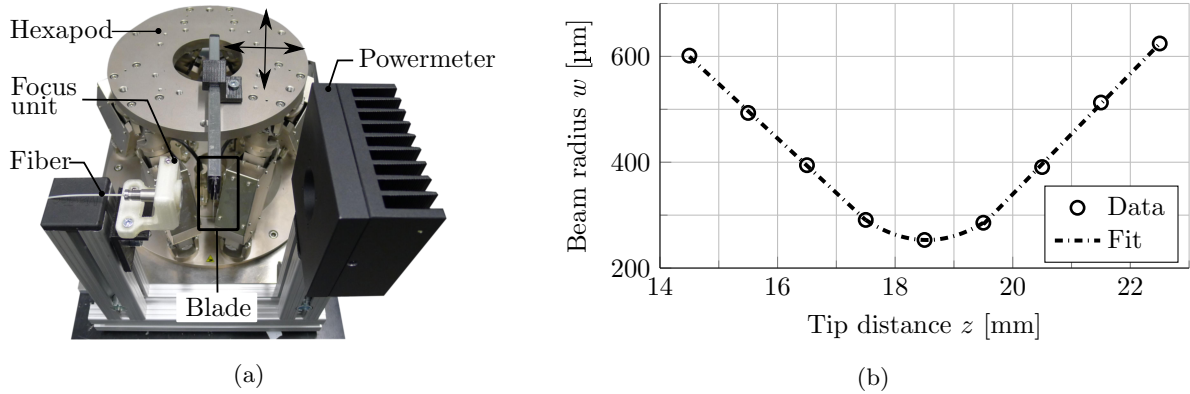 Hexapod
Focus
unit
Fiber
Powermeter
Blade
(a)
Beam radius w [µm]
600
400
200
14
16
18
20
22
Tip distance z [mm]
Data
Fit
(b)